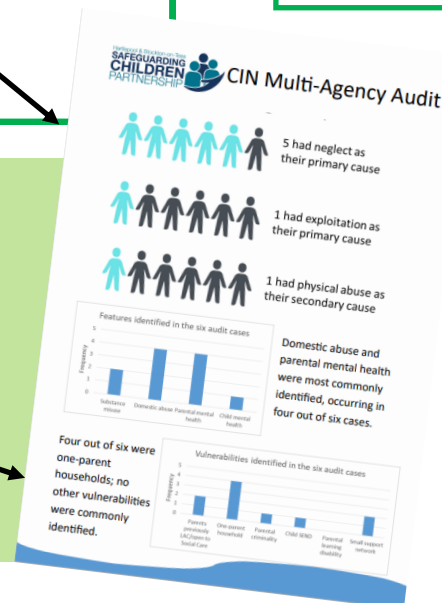 Hartlepool & Stockton-on-Tees
SAFEGUARDING
CHILDREN
PARTNERSHIP
CIN Multi-Agency Audit
5 had neglect as
their primary cause
1 had exploitation as
their primary cause
1 had physical abuse as
their secondary cause
Features identified in the six audit cases
5
4
3
2
1
0
Frequency
Substance
misuse
Domestic abuse
Parental mental
health
Child mental
health
Domestic abuse and
parental mental health
were most commonly
identified, occurring in
four out of six cases.
Four out of six were
one-parent
households; no
other vulnerabilities
were commonly
identified.
Vulnerabilities identified in the six audit cases
5
4
3
2
1
0
Frequency
Parents
previously
LAC/open to
Social Care
One-parent
household
Parental
criminality
Child SEND
Parental
learning
disability
Small support
network